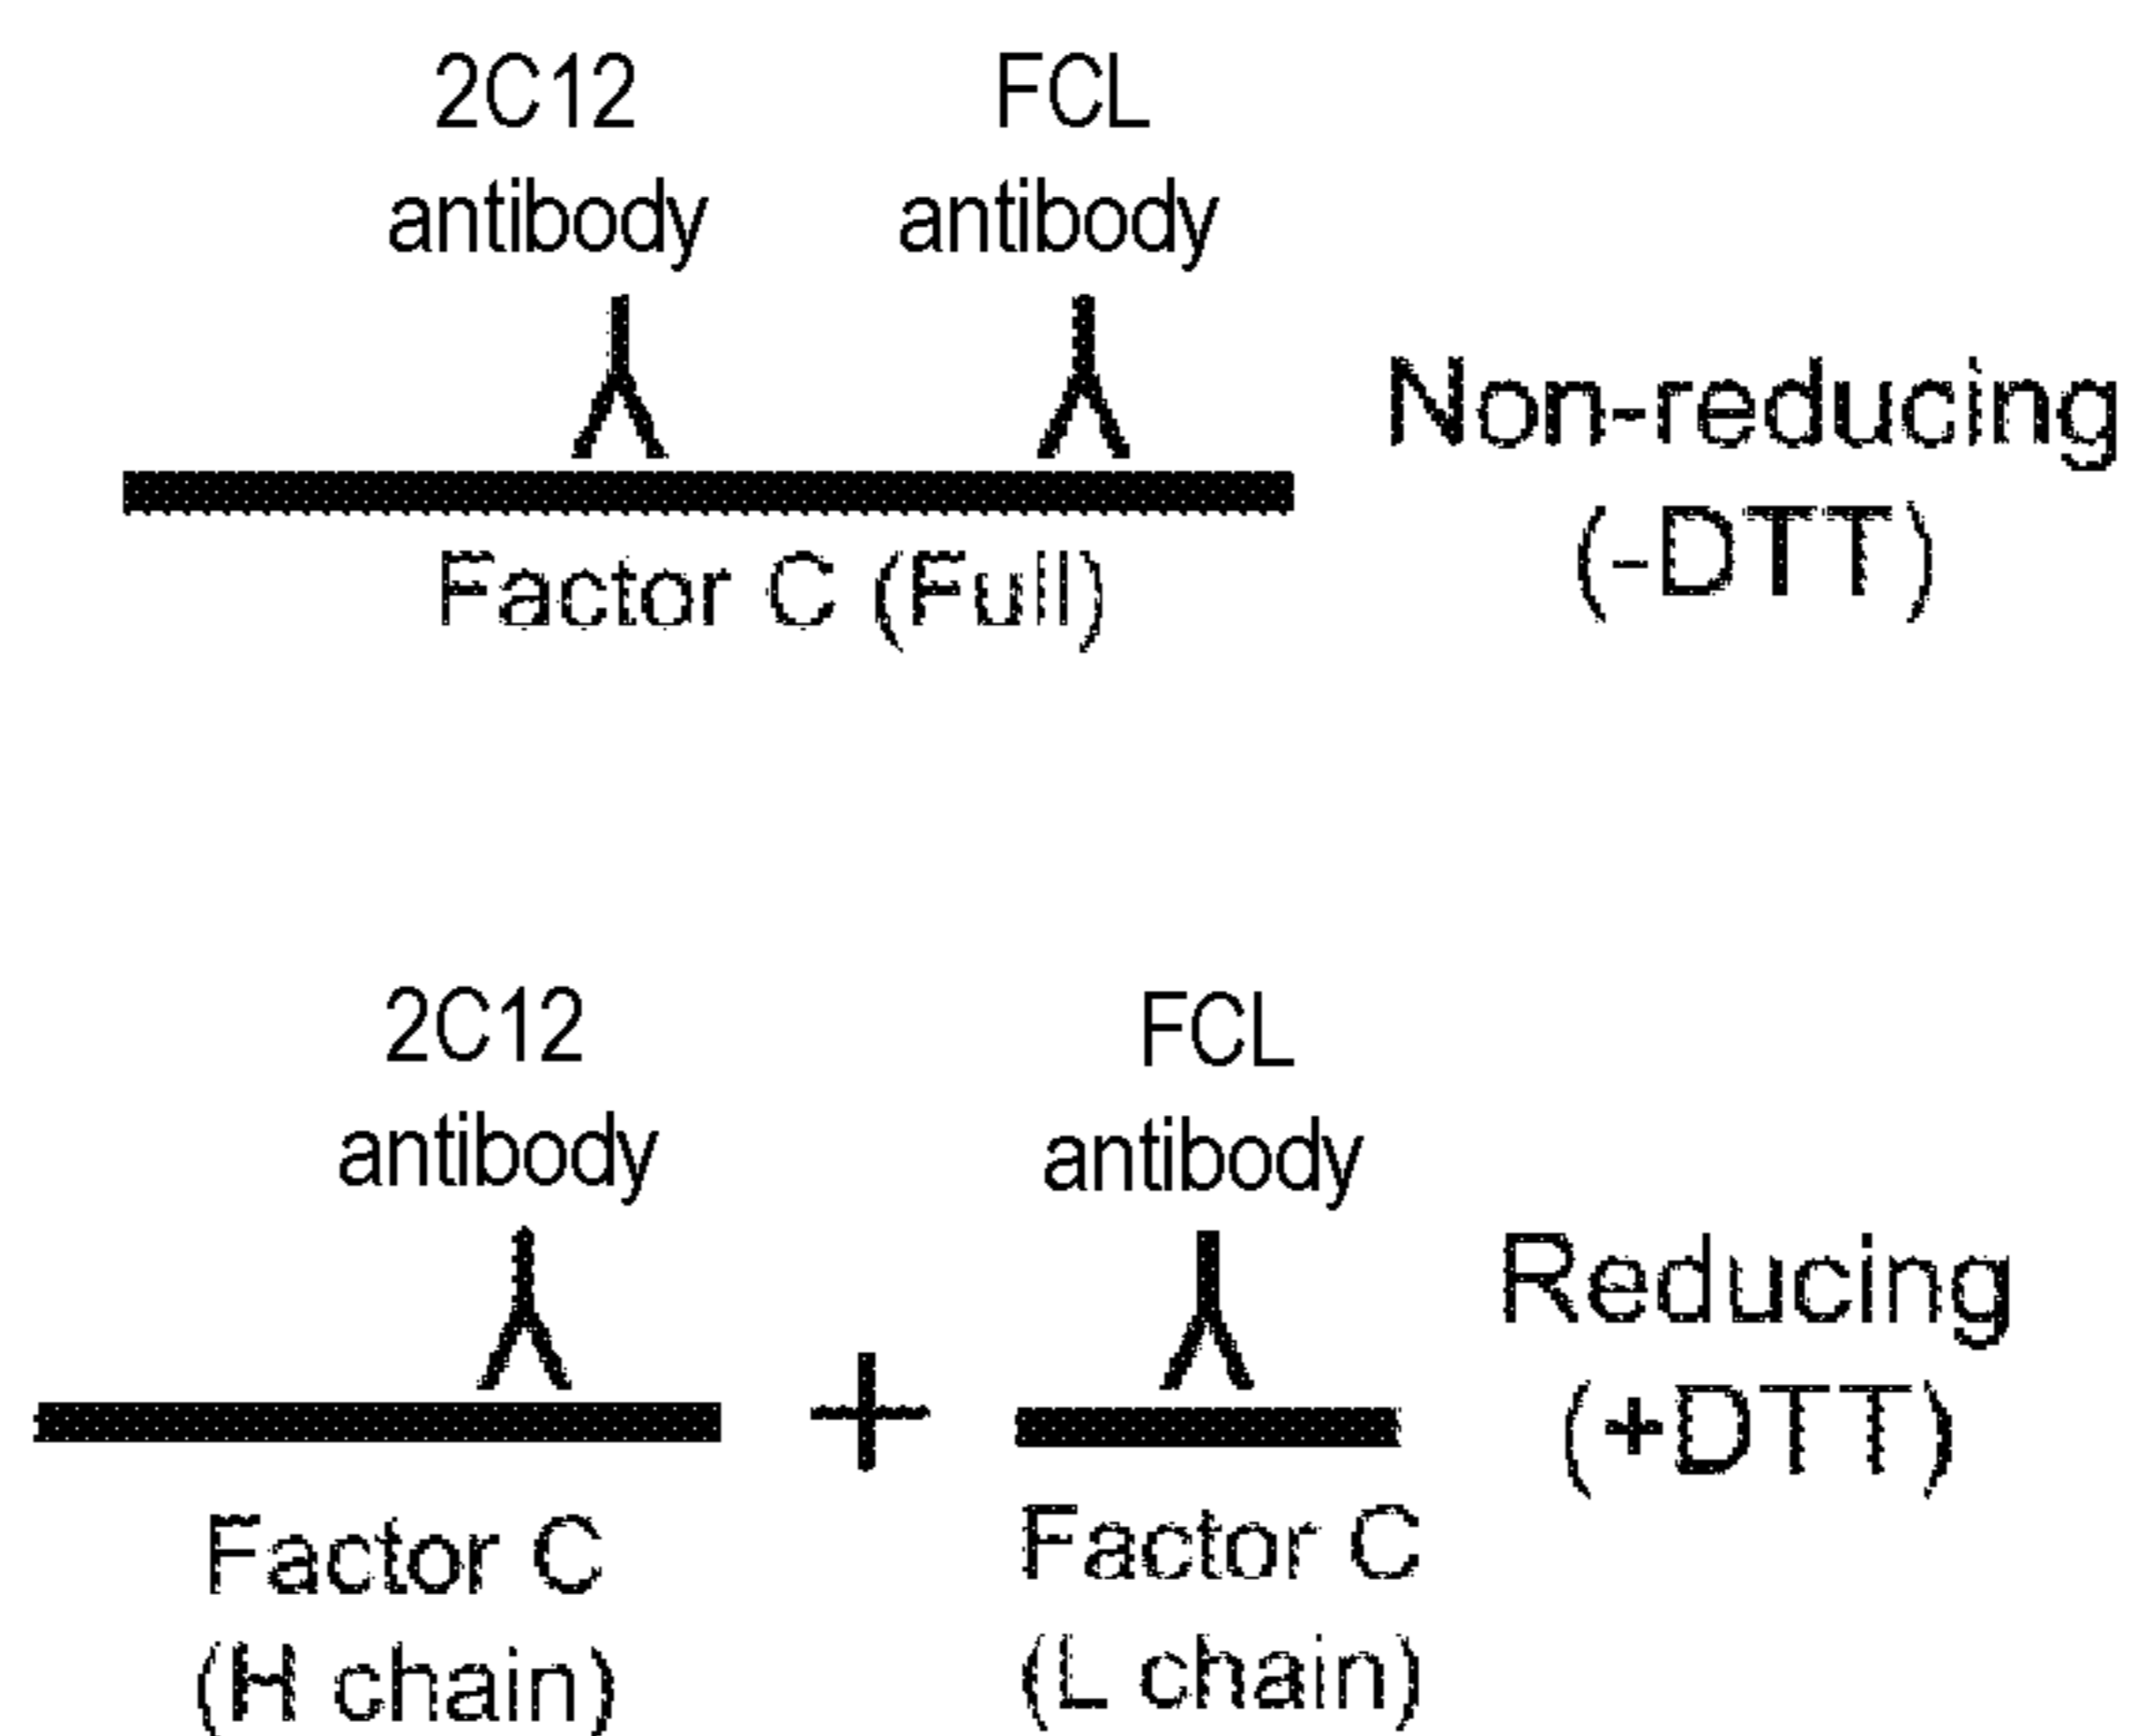 2C12
antibody
FCL
antibody
Non-reducing
(-DTT)
Factor C (Full)
2C12
antibody
FCL
antibody
+
Reducing
(+DTT)
Factor C
(H chain)
Factor C
(L chain)